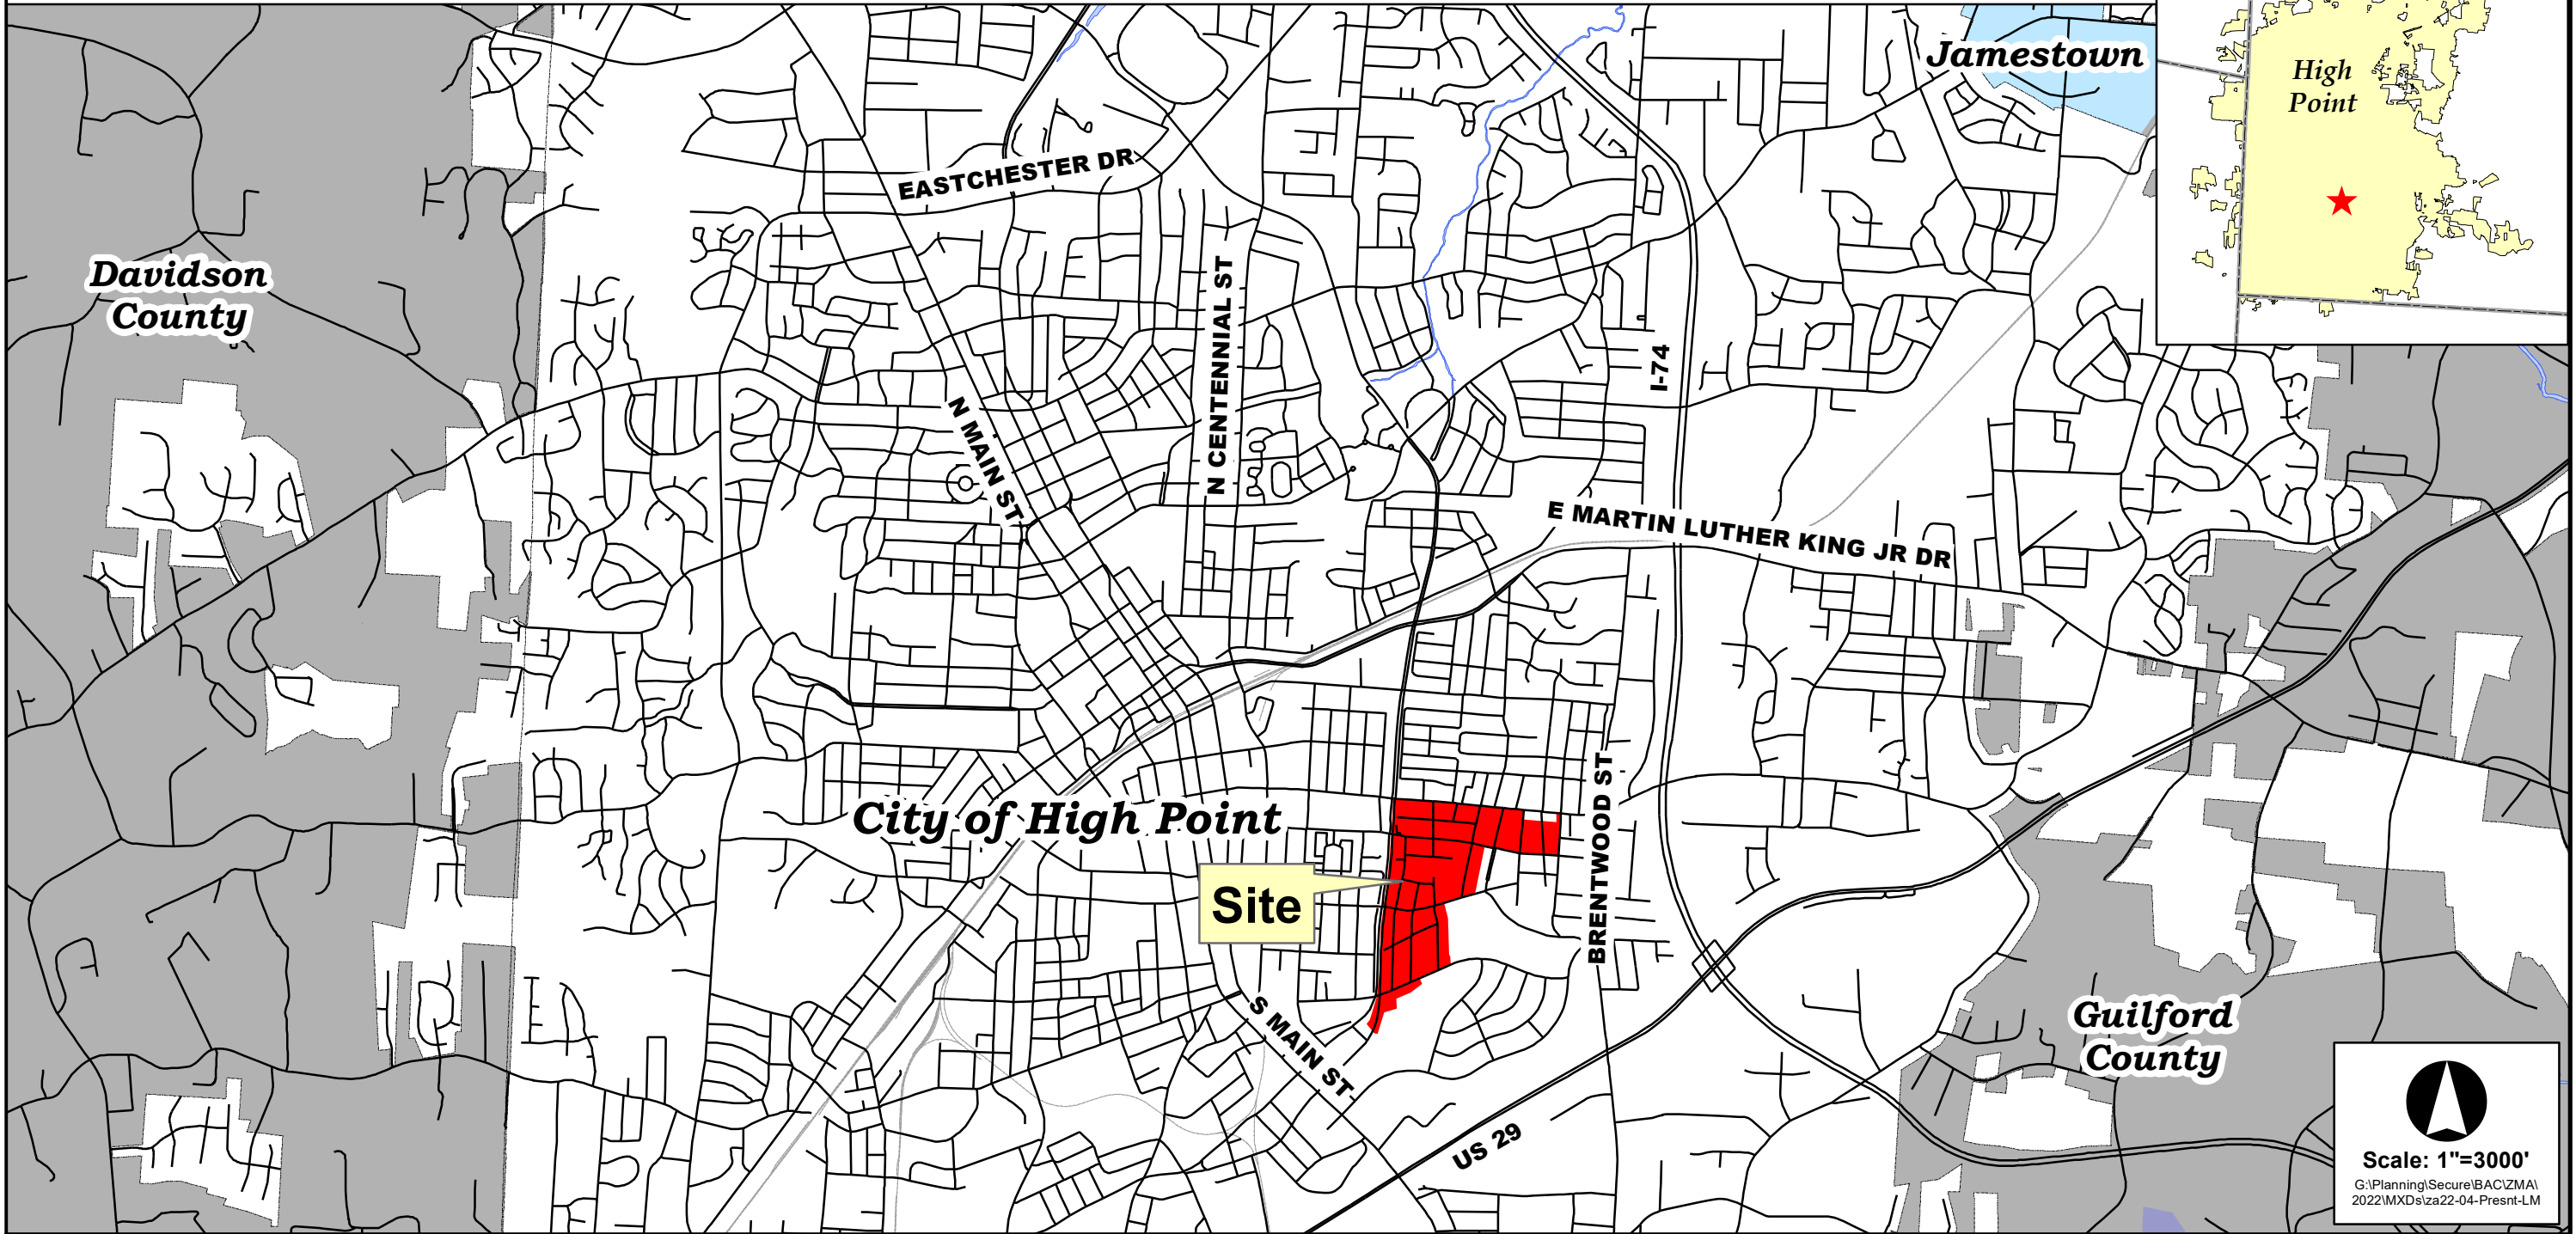 Jamestown
High
Point
EASTCHESTER DR
Davidson
County
N CENTENNIAL ST
I-74
N MAIN ST
E MARTIN LUTHER KING JR DR
City of High Point
BRENTWOOD ST
Site
S MAIN ST
Guilford
County
US 29
Scale: 1"=3000'
G:\Planning\Secure\BAC\ZMA\
2022\MXDs\za22-04-Presnt-LM